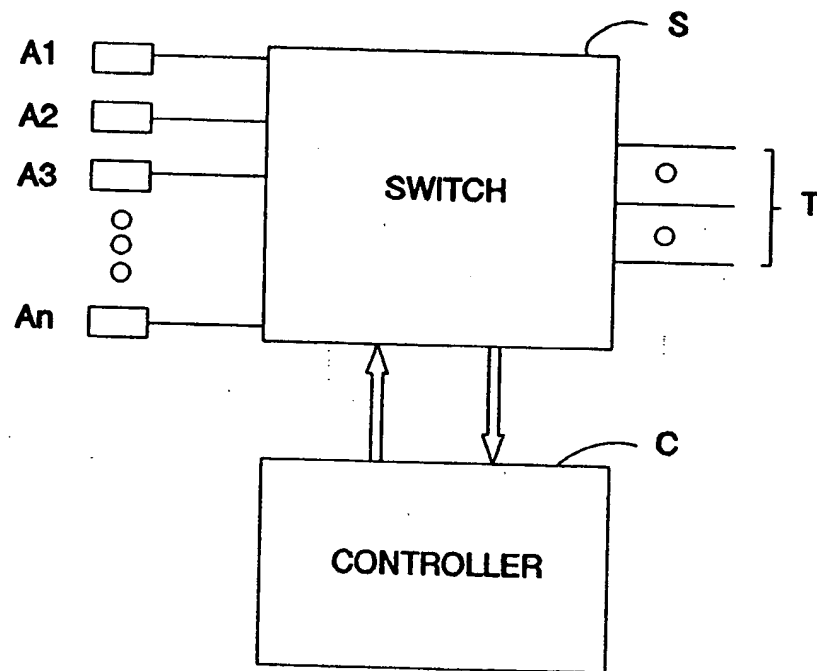 A1
A2
A3
An
S
SWITCH
T
C
CONTROLLER